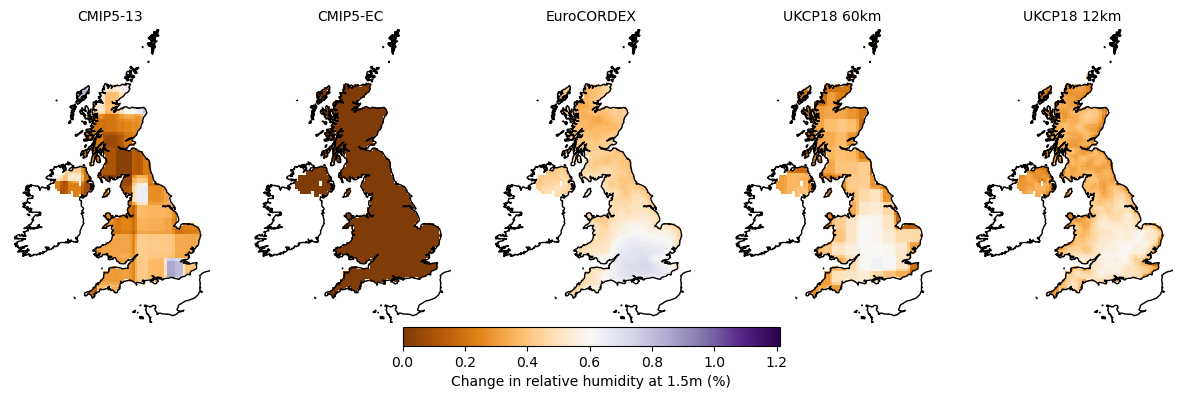 CMIP5-13 CMIP5-EC EuroCORDEX UKCP18 60km UKCP18 12km
0.0 0.2 0.4 0.6 0.8 1.0 1.2
Change in relative humidity at 1.5m (%)